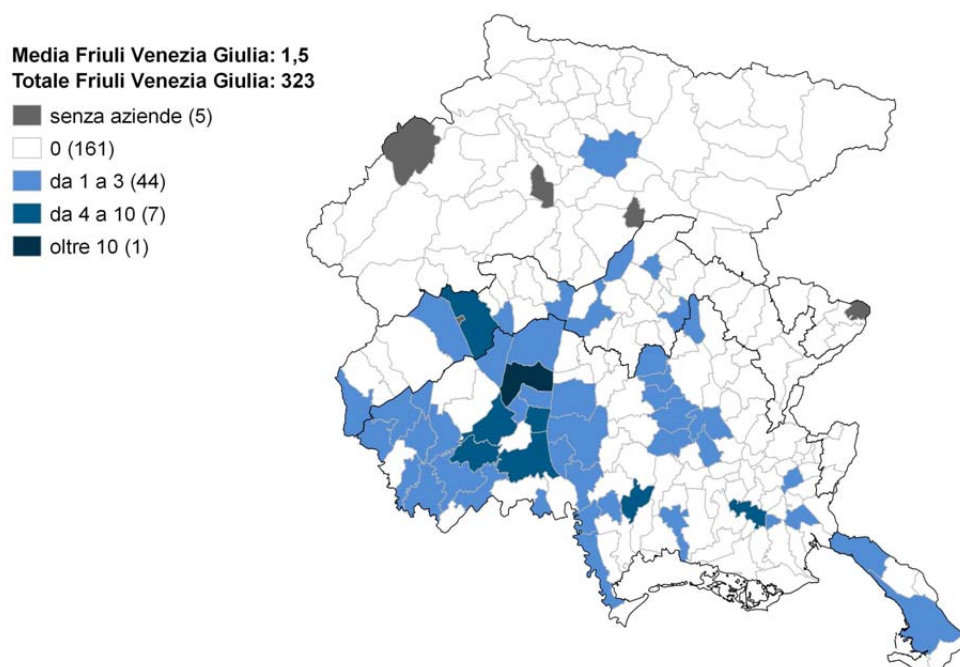 Media Friuli Venezia Giulia: 1,5
Totale Friuli Venezia Giulia: 323
senza aziende (5)
0 (161)
da 1 a 3 (44)
da 4 a 10 (7)
oltre 10 (1)